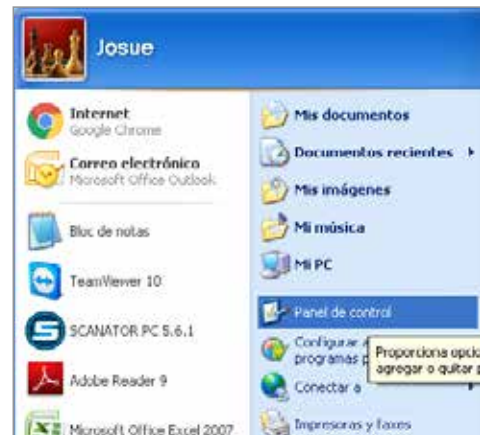 Josue
Internet
Google Chrome
Correo electrónico
Microsoft Office Outlook
Bloc de notas
TeamViewer 10
SCANATOR PC 5.6.1
Adobe Reader 9
Microsoft Office Excel 2007
Mis documentos
Documentos recientes
Mis imágenes
Mi música
Mi PC
Panel de control
Configurar
programas
Proporciona
agregar o quitar
Conectar a
Impresoras y faxes